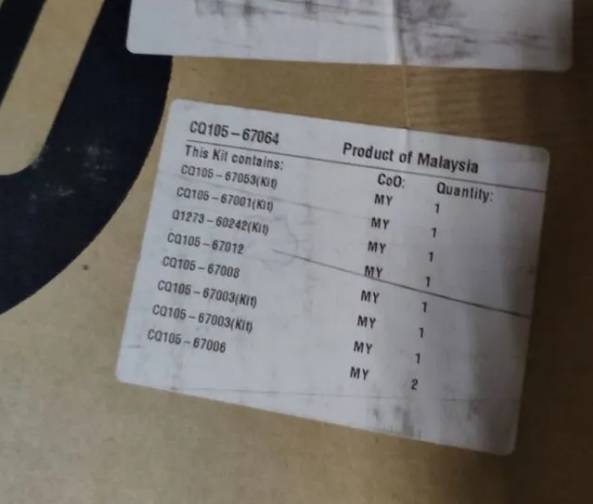 CQ105-67064 Product of Malaysia
This Kit contains: CoO: Quantity:
CQ105-67053(Kit) MY 1
CQ105-67001(Kit) MY 1
Q1273-60242(Kit) MY 1
CQ105-67012 MY 1
CQ105-67008 MY 1
CQ105-67003(Kit) MY 1
CQ105-67003(Kit) MY 1
CQ105-67006 MY 2